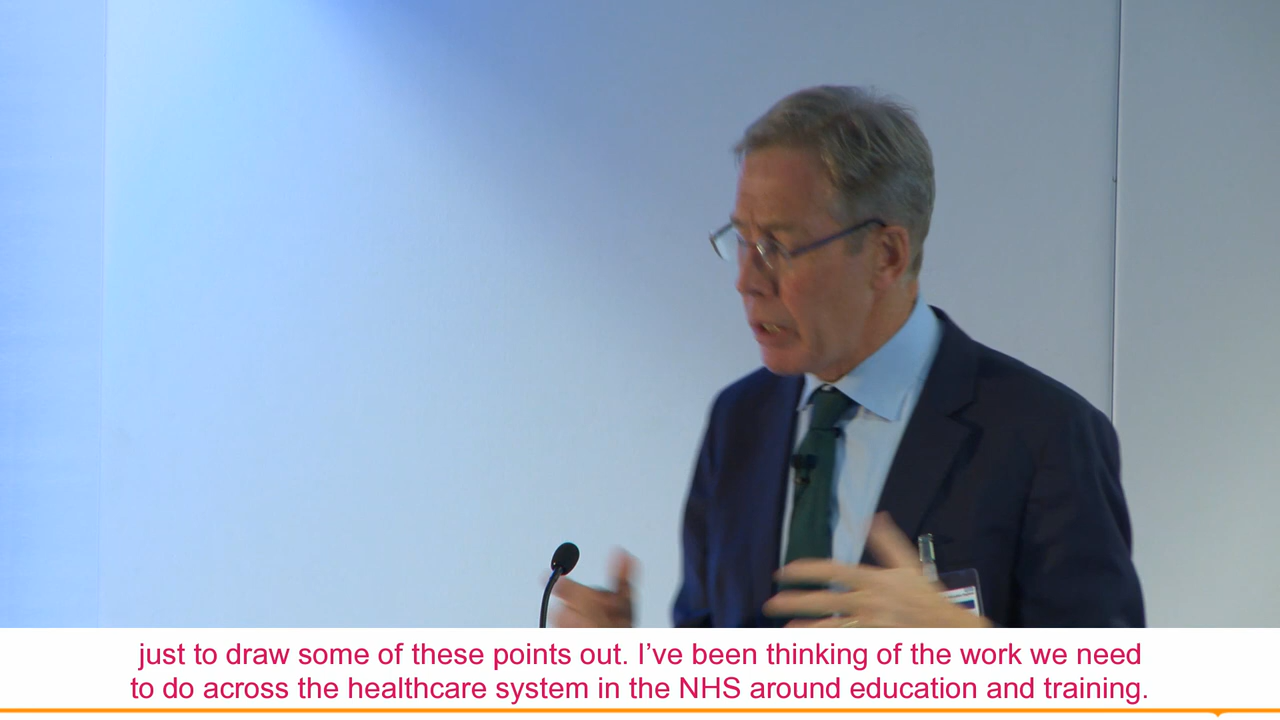 just to draw some of these points out. I’ve been thinking of the work we need
to do across the healthcare system in the NHS around education and training.